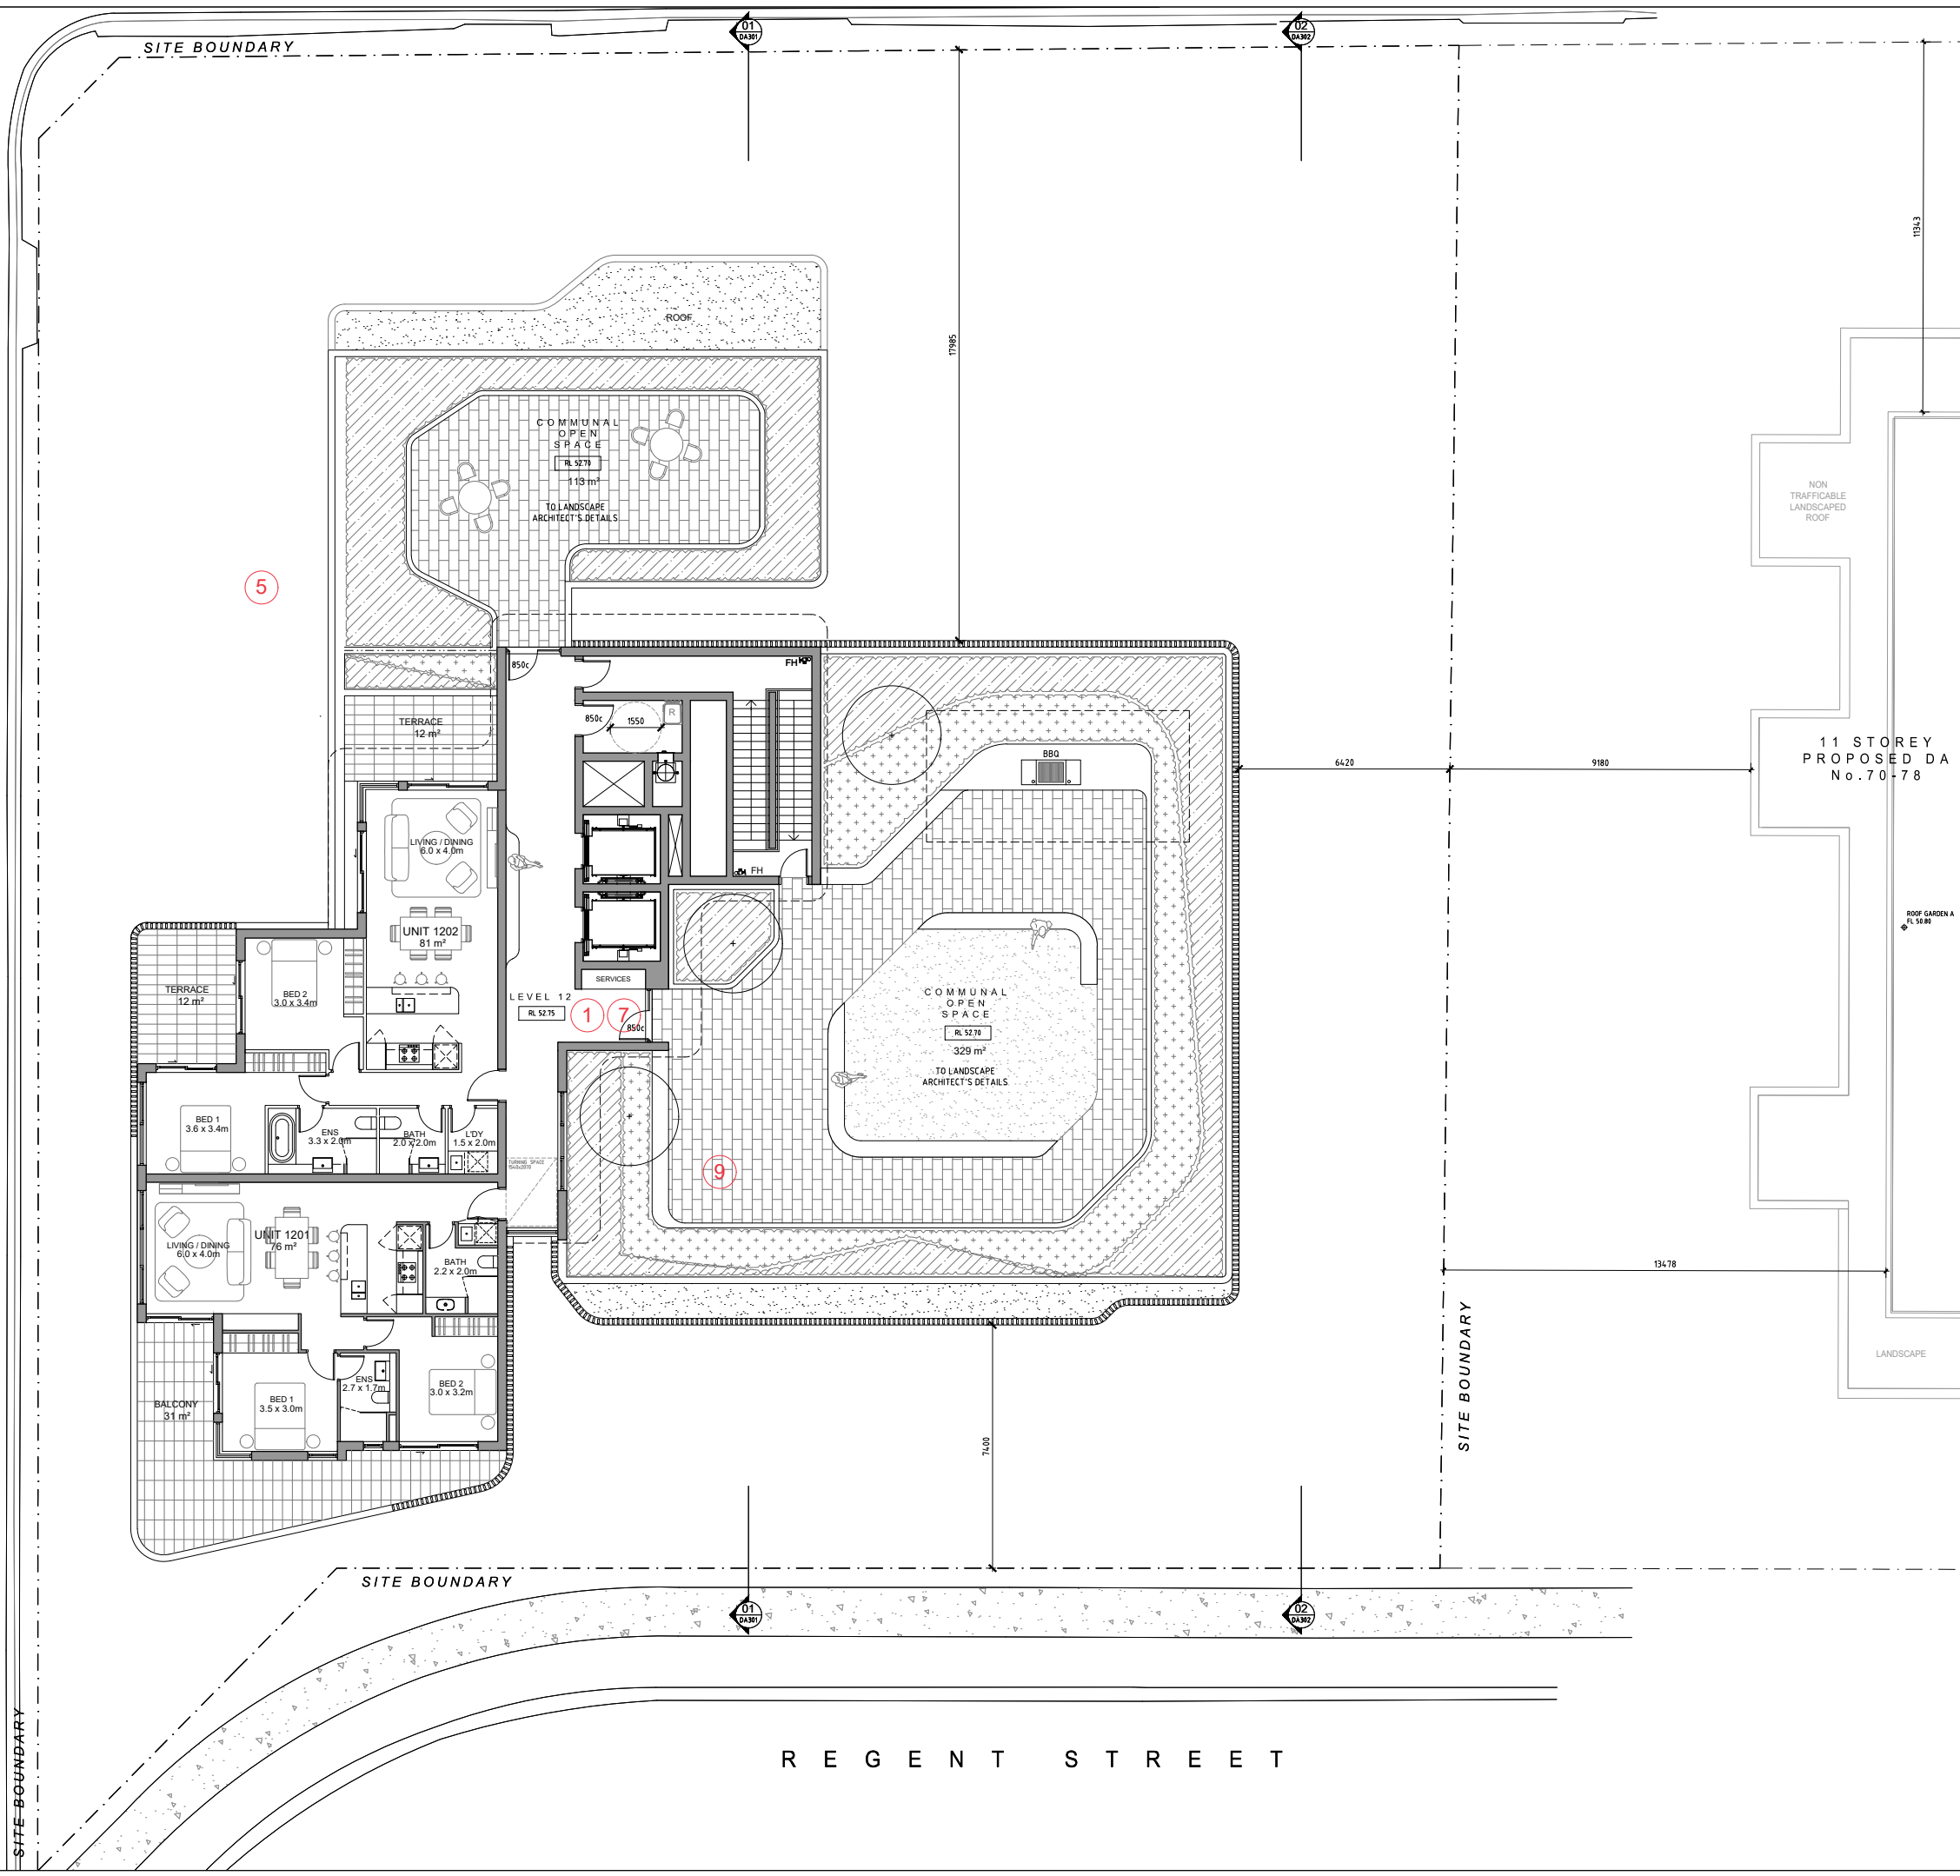 01
DA301
02
DA302
SITE BOUNDARY
11343
17985
ROOF
COMMUNAL
OPEN
SPACE
RL 52.70
113 m²
TO LANDSCAPE
ARCHITECT'S DETAILS
NON
TRAFFICABLE
LANDSCAPED
ROOF
5
850c
FH
TERRACE
12 m²
850c
1550
R
BBQ
6420
9180
11 STOREY
PROPOSED DA
No.70-78
LIVING / DINING
6.0 x 4.0m
FH
ROOF GARDEN A
FL 50.80
UNIT 1202
81 m²
SERVICES
TERRACE
12 m²
BED 2
3.0 x 3.4m
LEVEL 12
RL 52.75
1
7
850c
COMMUNAL
OPEN
SPACE
RL 52.70
329 m²
TO LANDSCAPE
ARCHITECT'S DETAILS
BED 1
3.6 x 3.4m
ENS
3.3 x 2.0m
BATH
2.0 x 2.0m
L'DY
1.5 x 2.0m
TURNING SPACE
1540x2070
9
UNIT 1201
76 m²
LIVING / DINING
6.0 x 4.0m
BATH
2.2 x 2.0m
13478
SITE BOUNDARY
LANDSCAPE
BALCONY
31 m²
BED 1
3.5 x 3.0m
ENS
2.7 x 1.7m
BED 2
3.0 x 3.2m
7400
SITE BOUNDARY
01
DA301
02
DA302
SITE BOUNDARY
REGENT STREET